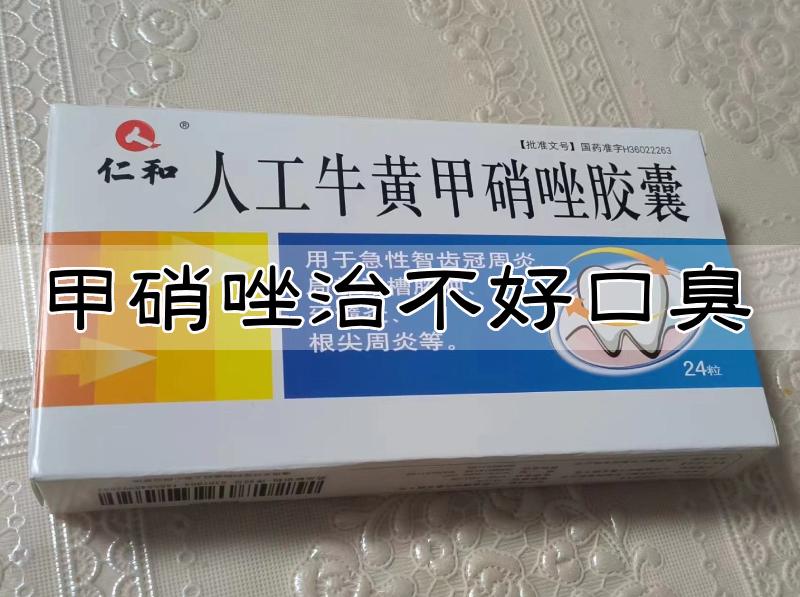 仁和
®
【批准文号】国药准字H36022263
人工牛黄甲硝唑胶囊
用于急性智齿冠周炎
甲硝唑治不好口臭
根尖周炎等。
24粒